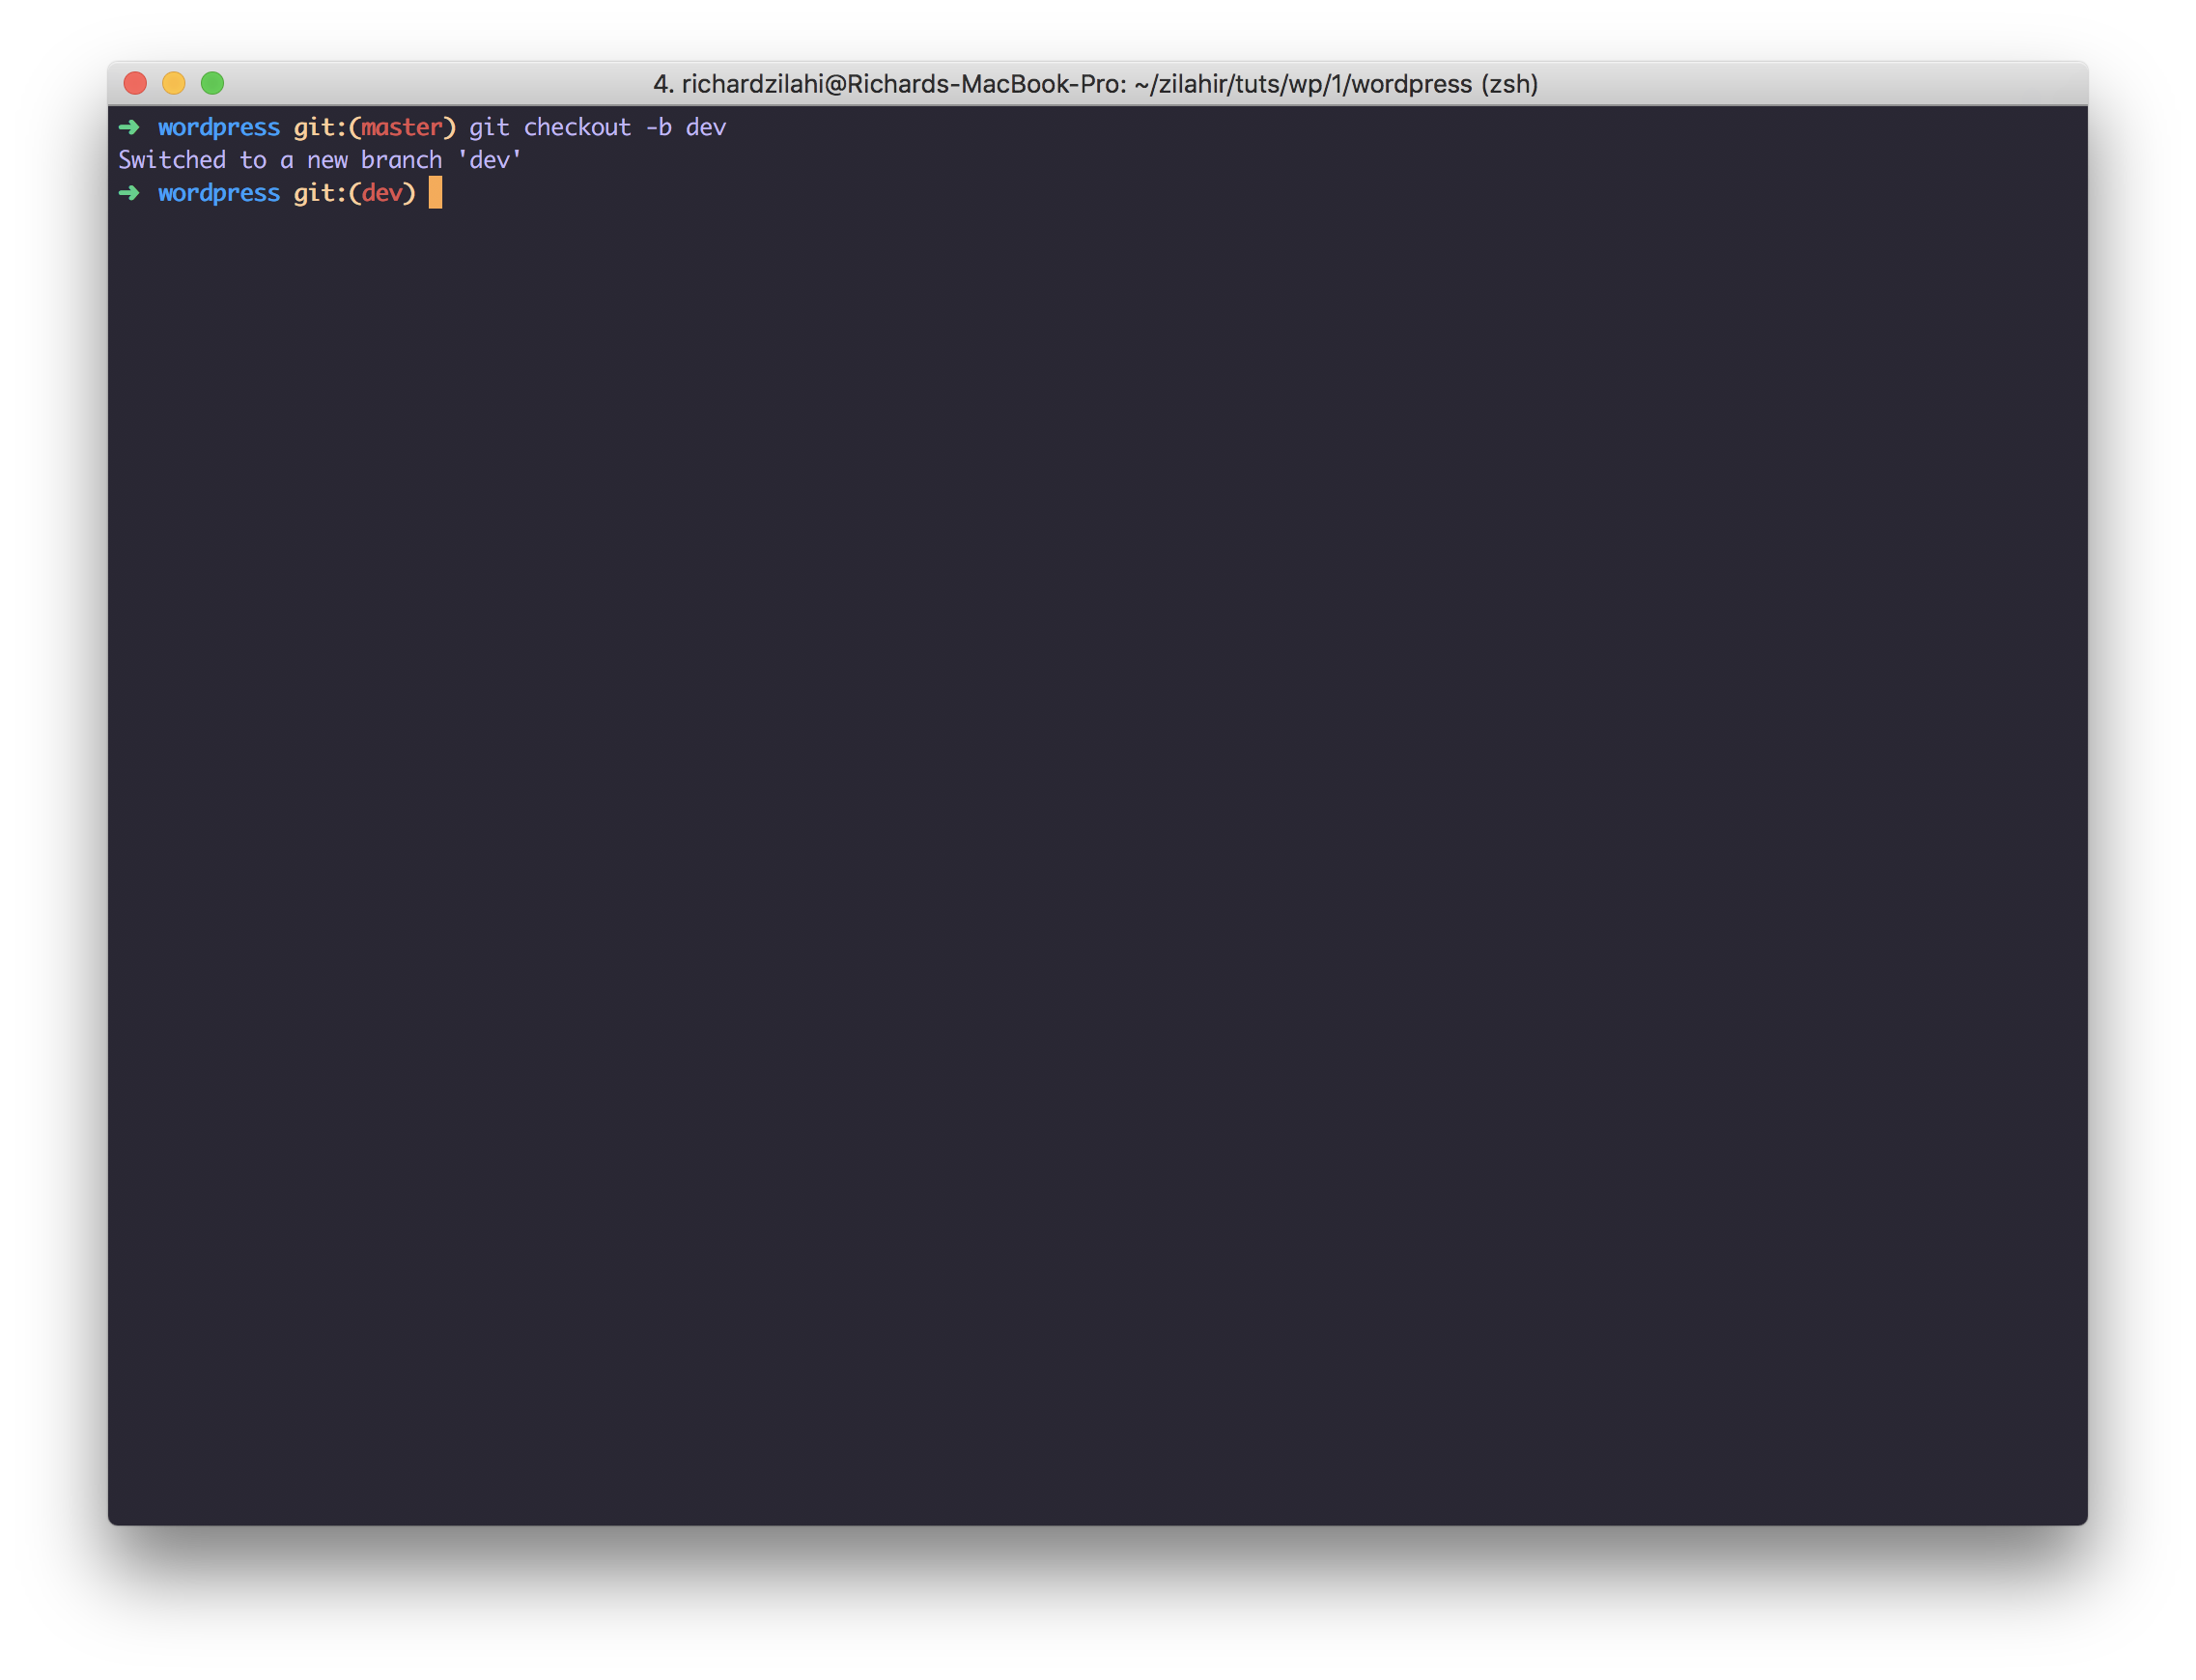 4. richardzilahi@Richards-MacBook-Pro: ~/zilahir/tuts/wp/1/wordpress (zsh)
➜ wordpress git:(master) git checkout -b dev
Switched to a new branch 'dev'
➜ wordpress git:(dev)